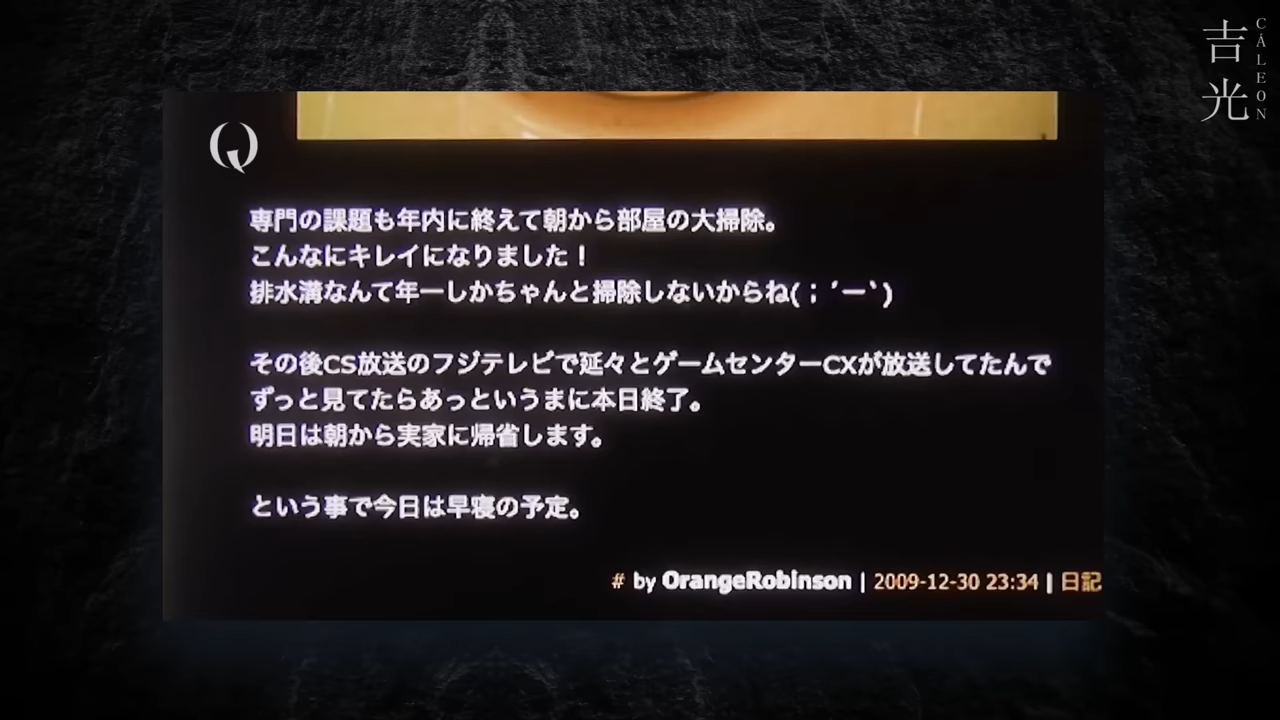 吉光
CÁLEON
専門の課題も年内に終えて朝から部屋の大掃除。
こんなにキレイになりました！
排水溝なんて年一しかちゃんと掃除しないからね(；´ー`)
その後CS放送のフジテレビで延々とゲームセンターCXが放送してたんで
ずっと見てたらあっというまに本日終了。
明日は朝から実家に帰省します。
という事で今日は早寝の予定。
# by OrangeRobinson | 2009-12-30 23:34 | 日記